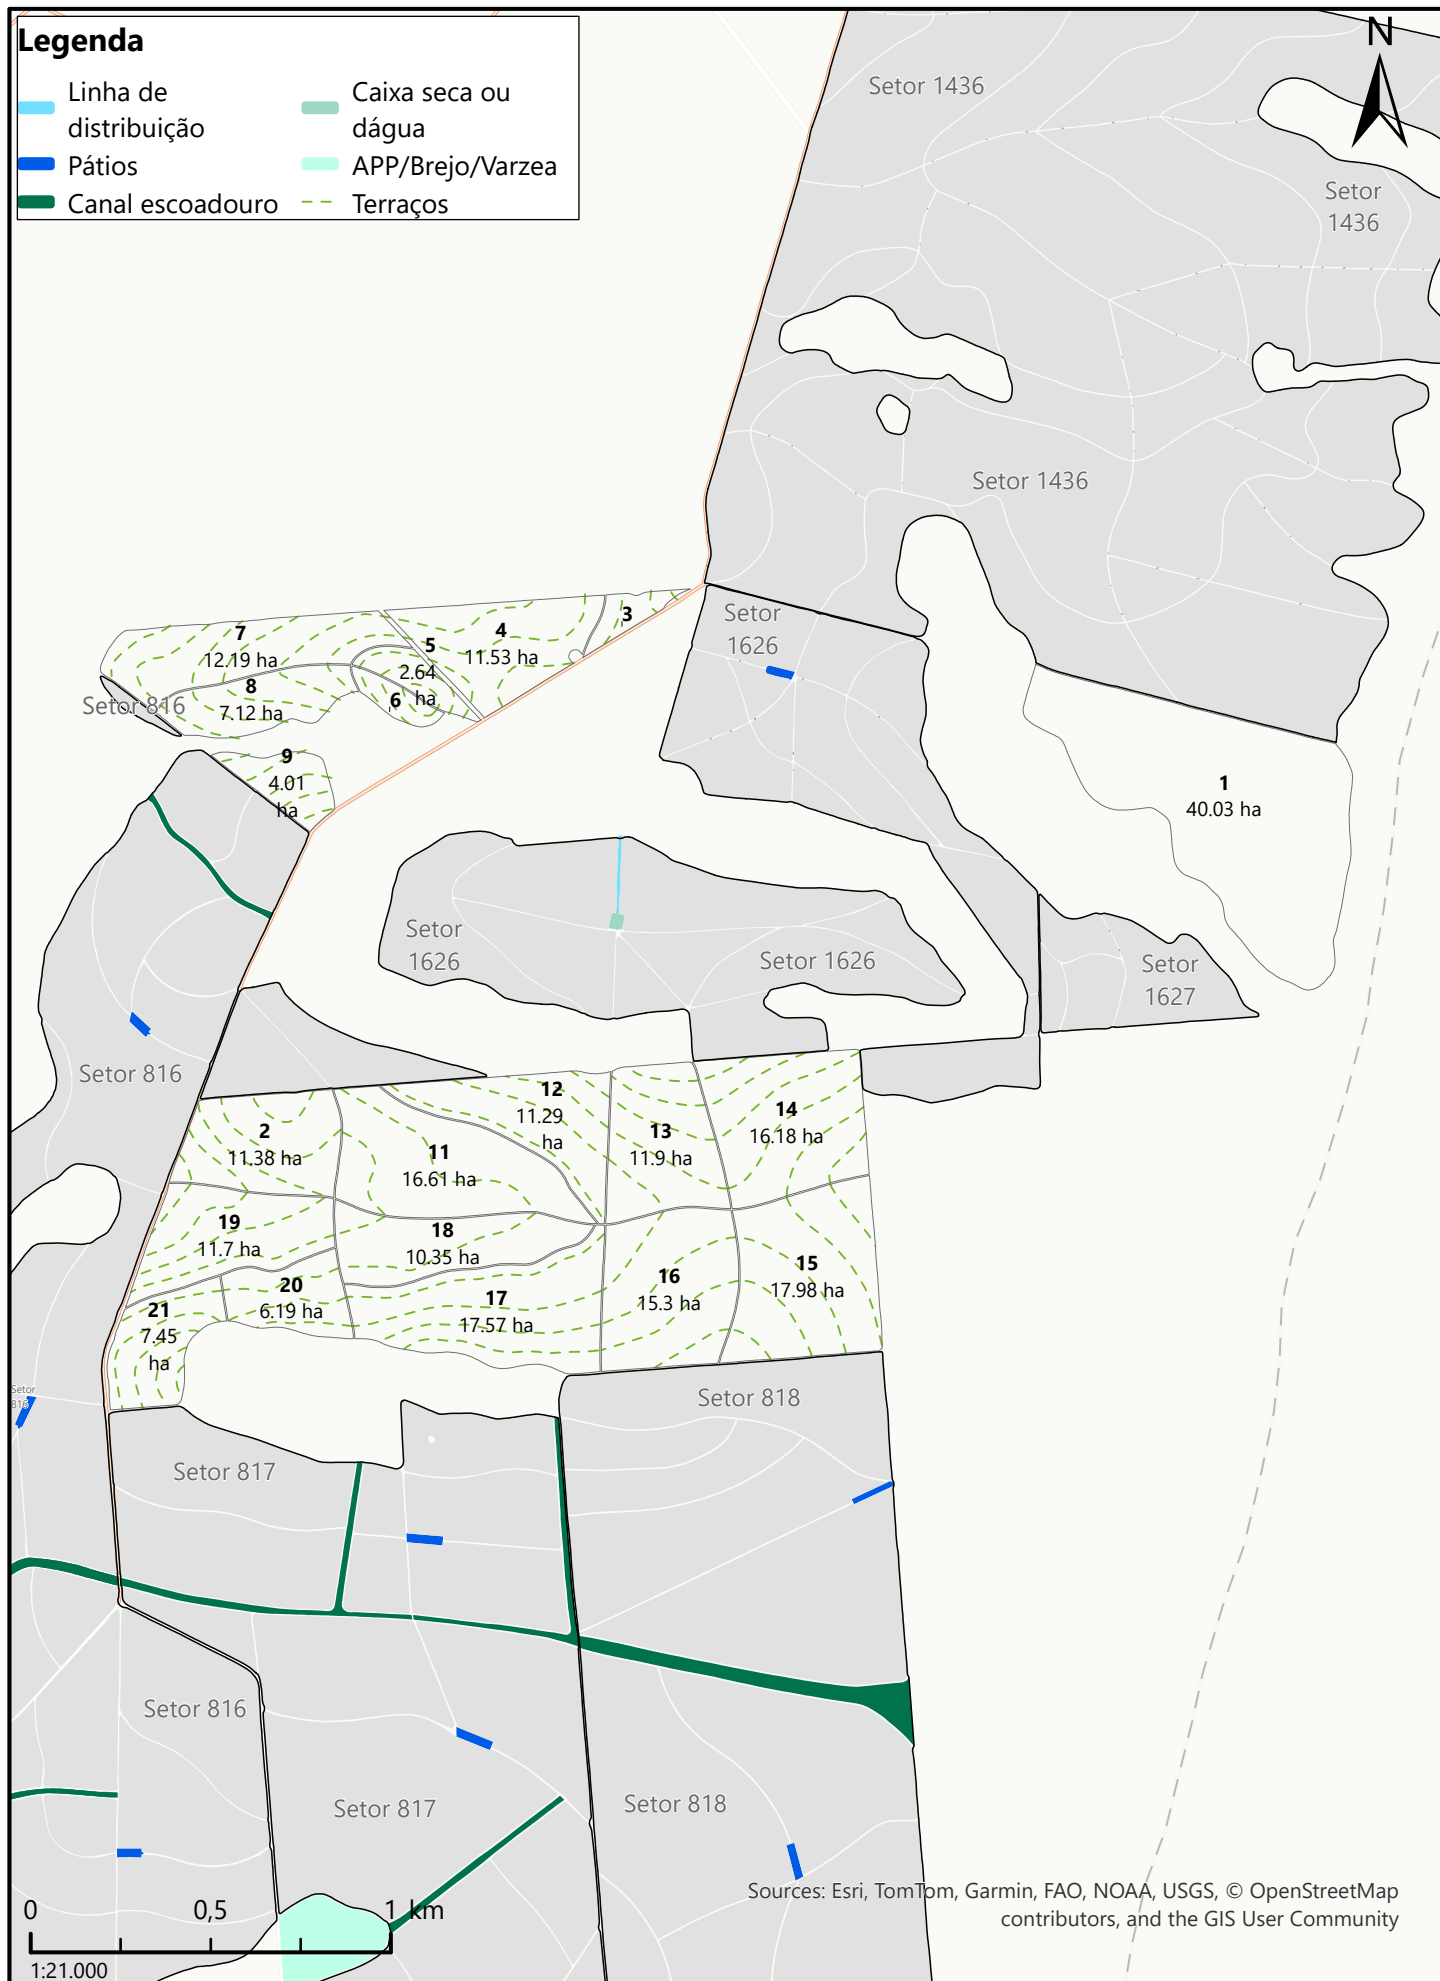 Legenda
Linha de
distribuição
Caixa seca ou
dágua
Pátios
APP/Brejo/Varzea
Canal escoadouro
Terraços
N
Setor 1436
Setor
1436
Setor 1436
Setor
1626
3
4
11.53 ha
7
12.19 ha
5
2.64
ha
8
7.12 ha
6
Setor 816
9
4.01
ha
1
40.03 ha
Setor
1626
Setor 1626
Setor
1627
Setor 816
12
11.29
ha
14
16.18 ha
2
11.38 ha
13
11.9 ha
11
16.61 ha
19
11.7 ha
18
10.35 ha
15
17.98 ha
16
15.3 ha
20
6.19 ha
17
17.57 ha
21
7.45
ha
Setor
816
Setor 818
Setor 817
Setor 816
Setor 817
Setor 818
Sources: Esri, TomTom, Garmin, FAO, NOAA, USGS, © OpenStreetMap
contributors, and the GIS User Community
0 0,5 1 km
1:21.000